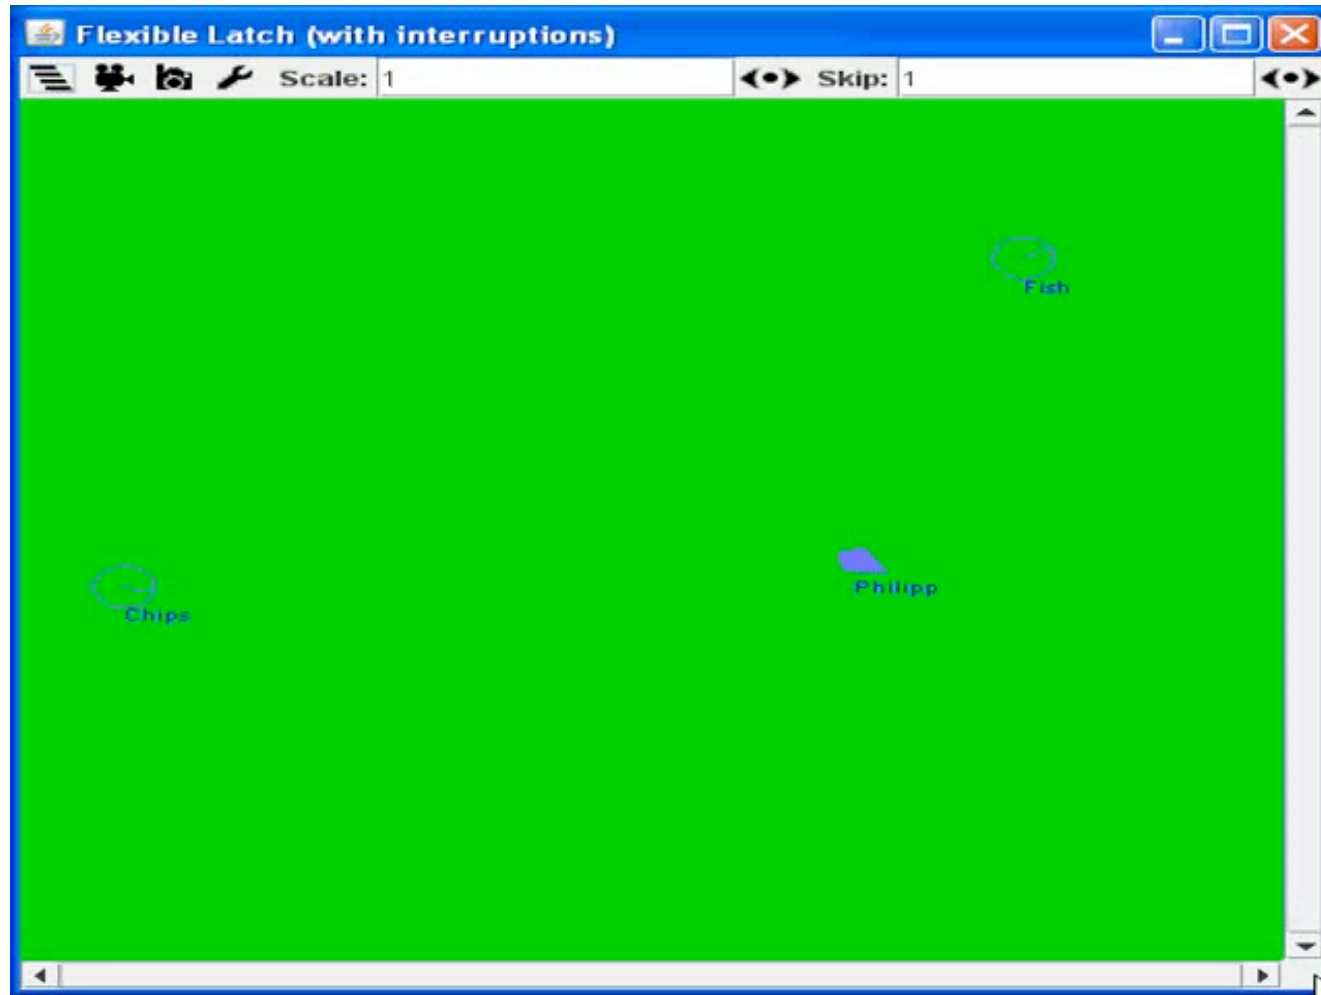 Flexible Latch (with interruptions)
Scale: 1 Skip: 1
Fish
Philipp
Chips